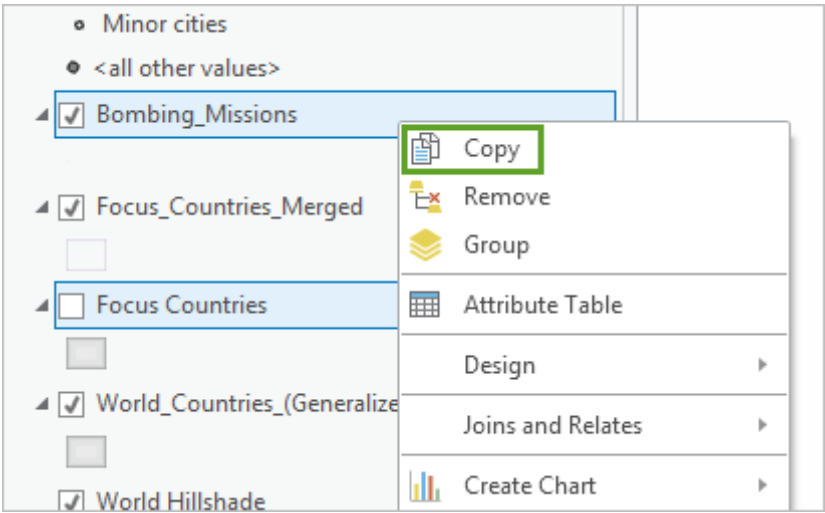 Minor cities
<all other values>
Bombing_Missions
Copy
Focus_Countries_Merged
Remove
Group
Focus Countries
Attribute Table
Design
World_Countries_(Generalize
Joins and Relates
Create Chart
World Hillshade